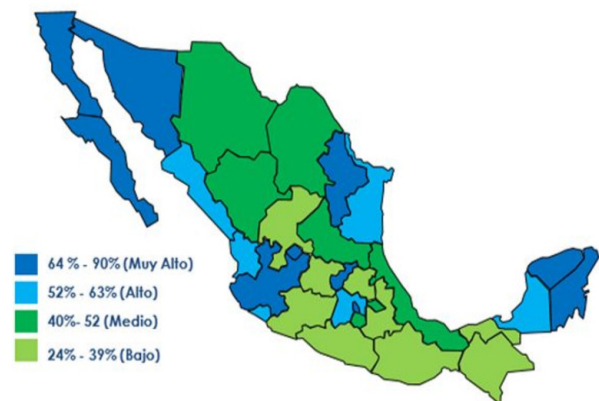 64 % - 90% (Muy Alto)
52% - 63% (Alto)
40%- 52 (Medio)
24% - 39% (Bajo)